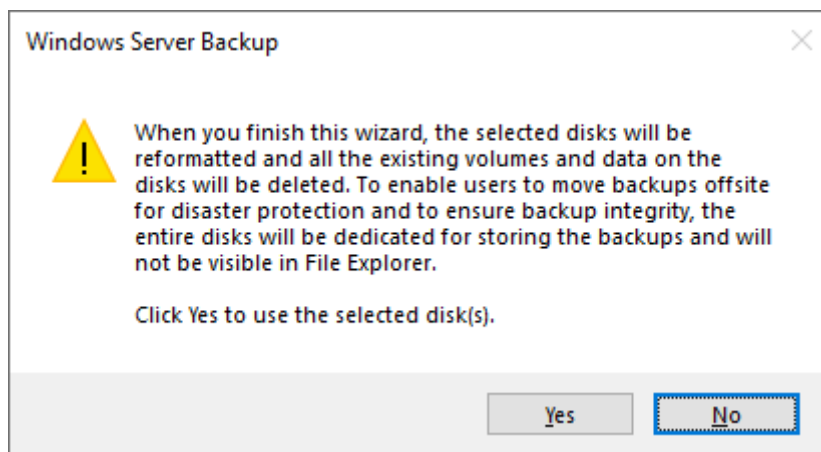 Windows Server Backup
When you finish this wizard, the selected disks will be
reformatted and all the existing volumes and data on the
disks will be deleted. To enable users to move backups offsite
for disaster protection and to ensure backup integrity, the
entire disks will be dedicated for storing the backups and will
not be visible in File Explorer.
Click Yes to use the selected disk(s).
Yes
No